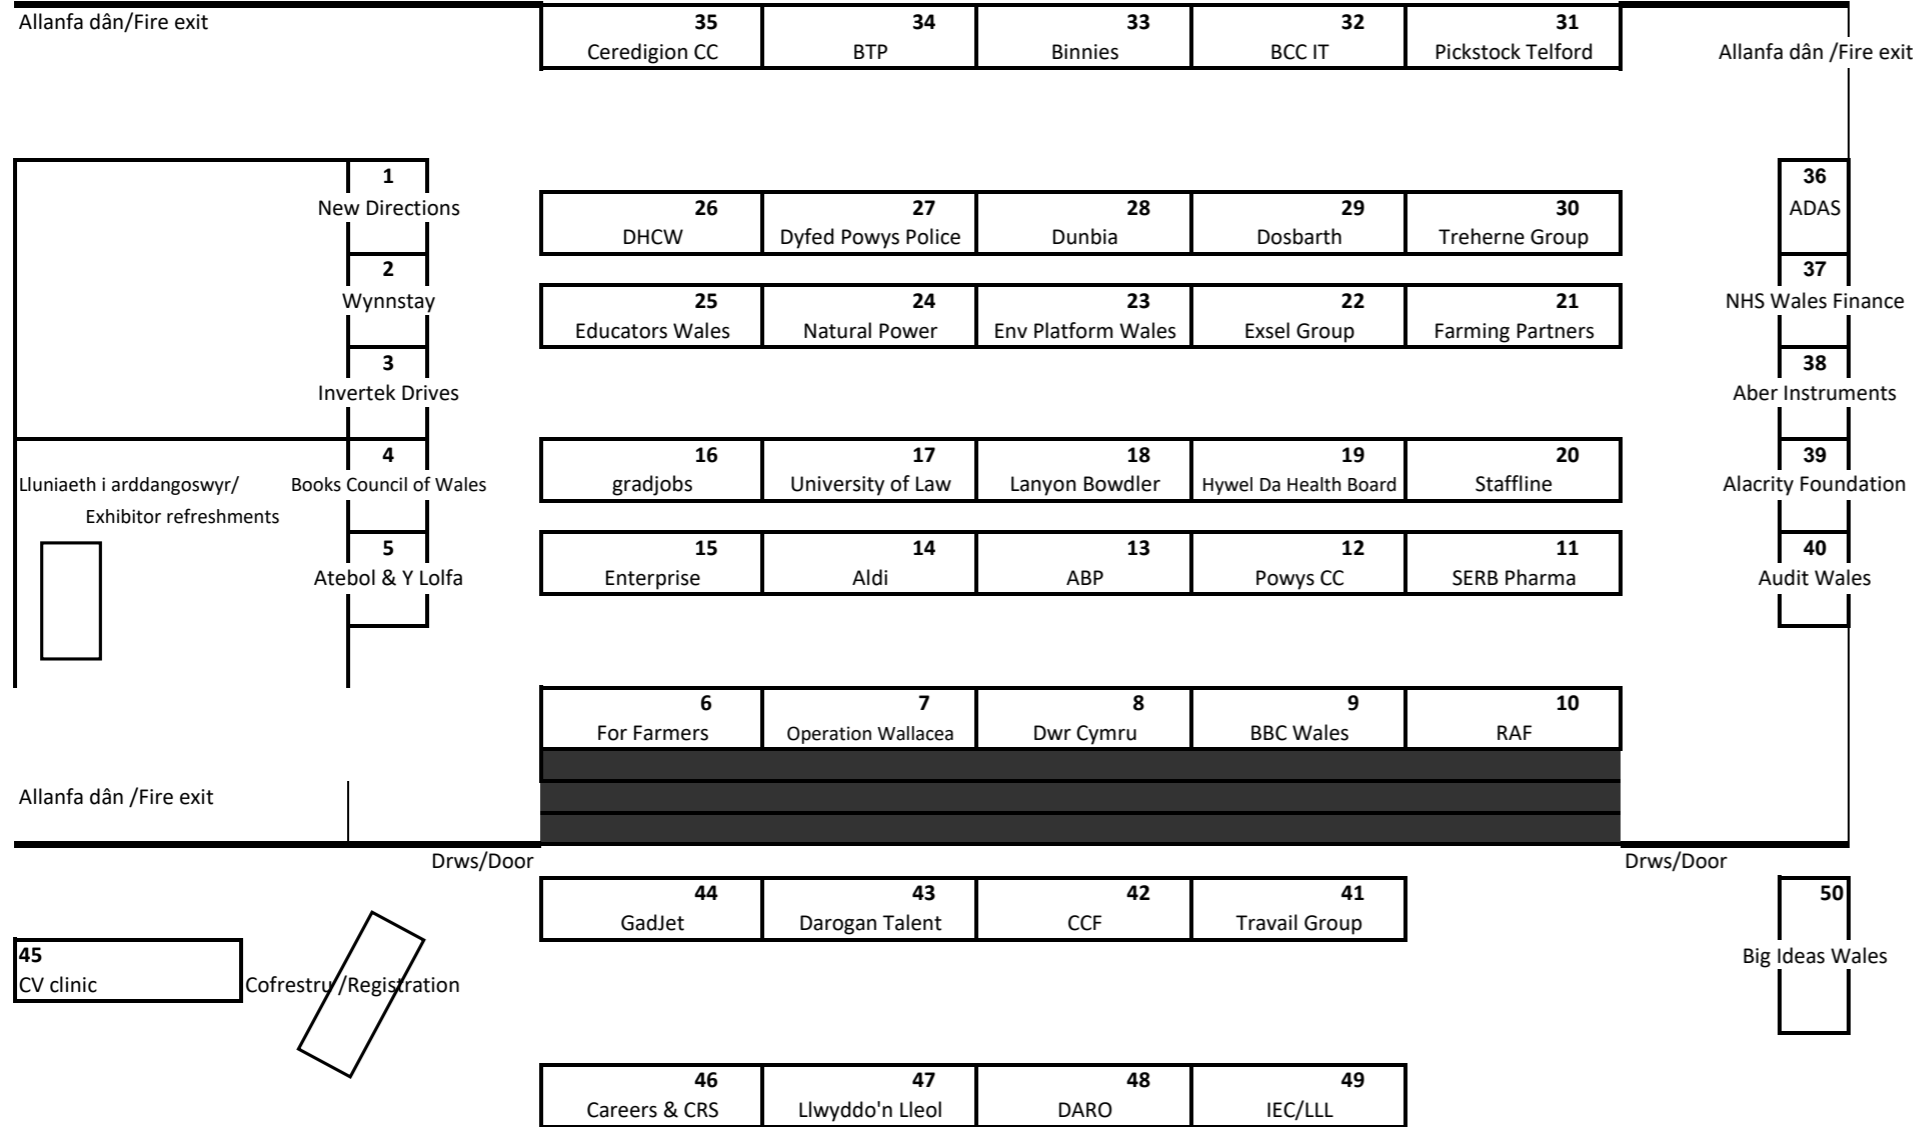 Allanfa dân/Fire exit
35
Ceredigion CC
34
BTP
33
Binnies
32
BCC IT
31
Pickstock Telford
Allanfa dân /Fire exit
1
New Directions
2
Wynnstay
3
Invertek Drives
4
Books Council of Wales
5
Atebol & Y Lolfa
Lluniaeth i arddangoswyr/
Exhibitor refreshments
26
DHCW
27
Dyfed Powys Police
28
Dunbia
29
Dosbarth
30
Treherne Group
25
Educators Wales
24
Natural Power
23
Env Platform Wales
22
Exsel Group
21
Farming Partners
16
gradjobs
17
University of Law
18
Lanyon Bowdler
19
Hywel Da Health Board
20
Staffline
15
Enterprise
14
Aldi
13
ABP
12
Powys CC
11
SERB Pharma
6
For Farmers
7
Operation Wallacea
8
Dwr Cymru
9
BBC Wales
10
RAF
36
ADAS
37
NHS Wales Finance
38
Aber Instruments
39
Alacrity Foundation
40
Audit Wales
Allanfa dân /Fire exit
Drws/Door
Drws/Door
44
GadJet
43
Darogan Talent
42
CCF
41
Travail Group
50
Big Ideas Wales
45
CV clinic
Cofrestru /Registration
46
Careers & CRS
47
Llwyddo'n Lleol
48
DARO
49
IEC/LLL